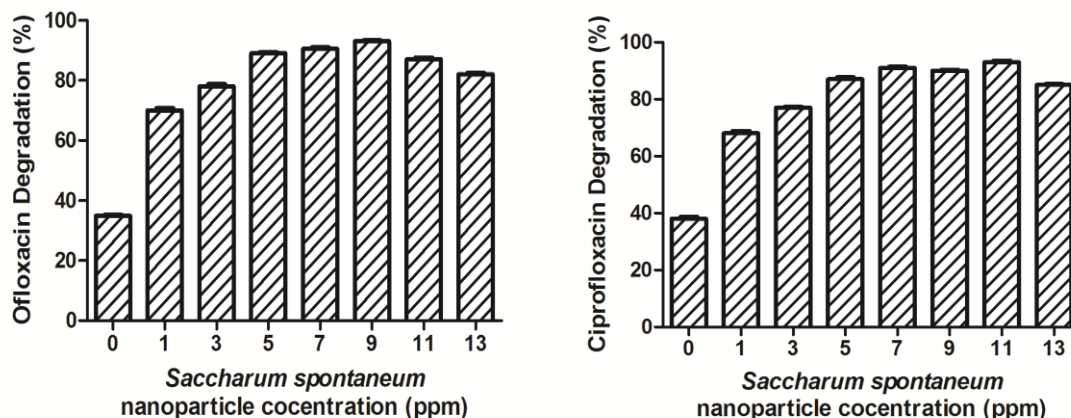 Ofloxacin Degradation (%)
100
80
60
40
20
0
0 1 3 5 7 9 11 13
Saccharum spontaneum
nanoparticle cocentration (ppm)
Ciprofloxacin Degradation (%)
100
80
60
40
20
0
0 1 3 5 7 9 11 13
Saccharum spontaneum
nanoparticle cocentration (ppm)